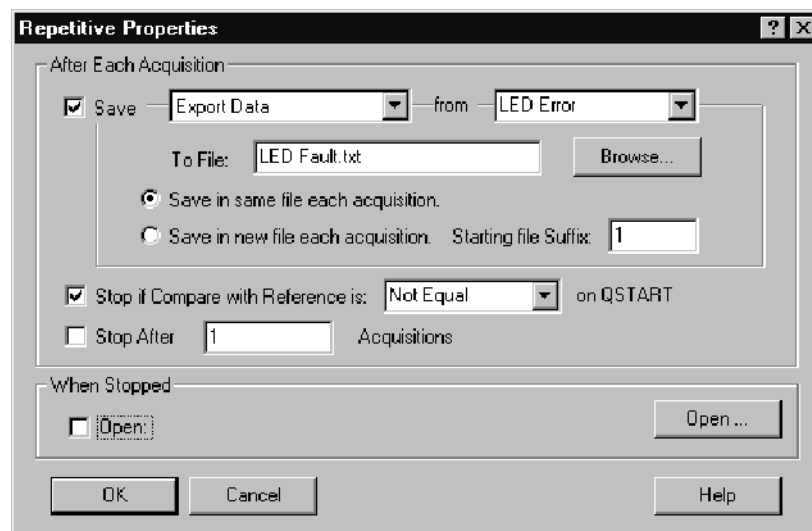 Repetitive Properties
After Each Acquisition
Save Export Data from LED Error
To File: LED Fault.txt Browse...
Save in same file each acquisition.
Save in new file each acquisition. Starting file Suffix: 1
Stop if Compare with Reference is: Not Equal on QSTART
Stop After 1 Acquisitions
When Stopped
Open: Open ...
OK Cancel Help